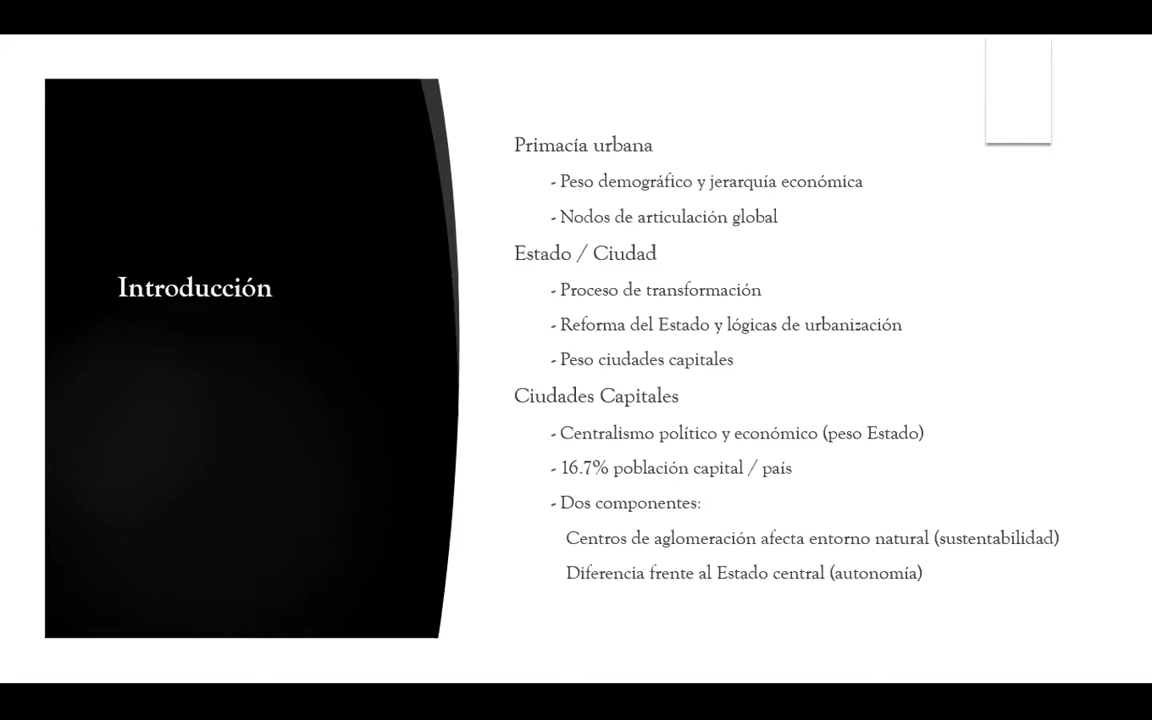 Introducción
Primacía urbana
- Peso demográfico y jerarquía económica
- Nodos de articulación global
Estado / Ciudad
- Proceso de transformación
- Reforma del Estado y lógicas de urbanización
- Peso ciudades capitales
Ciudades Capitales
- Centralismo político y económico (peso Estado)
- 16.7% población capital / país
- Dos componentes:
Centros de aglomeración afecta entorno natural (sustentabilidad)
Diferencia frente al Estado central (autonomía)